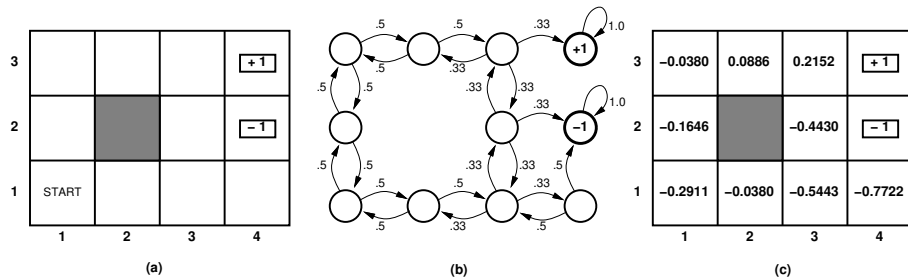 3
+ 1
2
− 1
1
START
1 2 3 4
(a)
.5 .5 .33 1.0
+1
.5 .33
.5 .5 .33 .33
.33 1.0
−1
.5 .5 .33 .33 .5
.5 .5 .33
.5 .33 .5
(b)
3 −0.0380 0.0886 0.2152 + 1
2 −0.1646 −0.4430 − 1
1 −0.2911 −0.0380 −0.5443 −0.7722
1 2 3 4
(c)